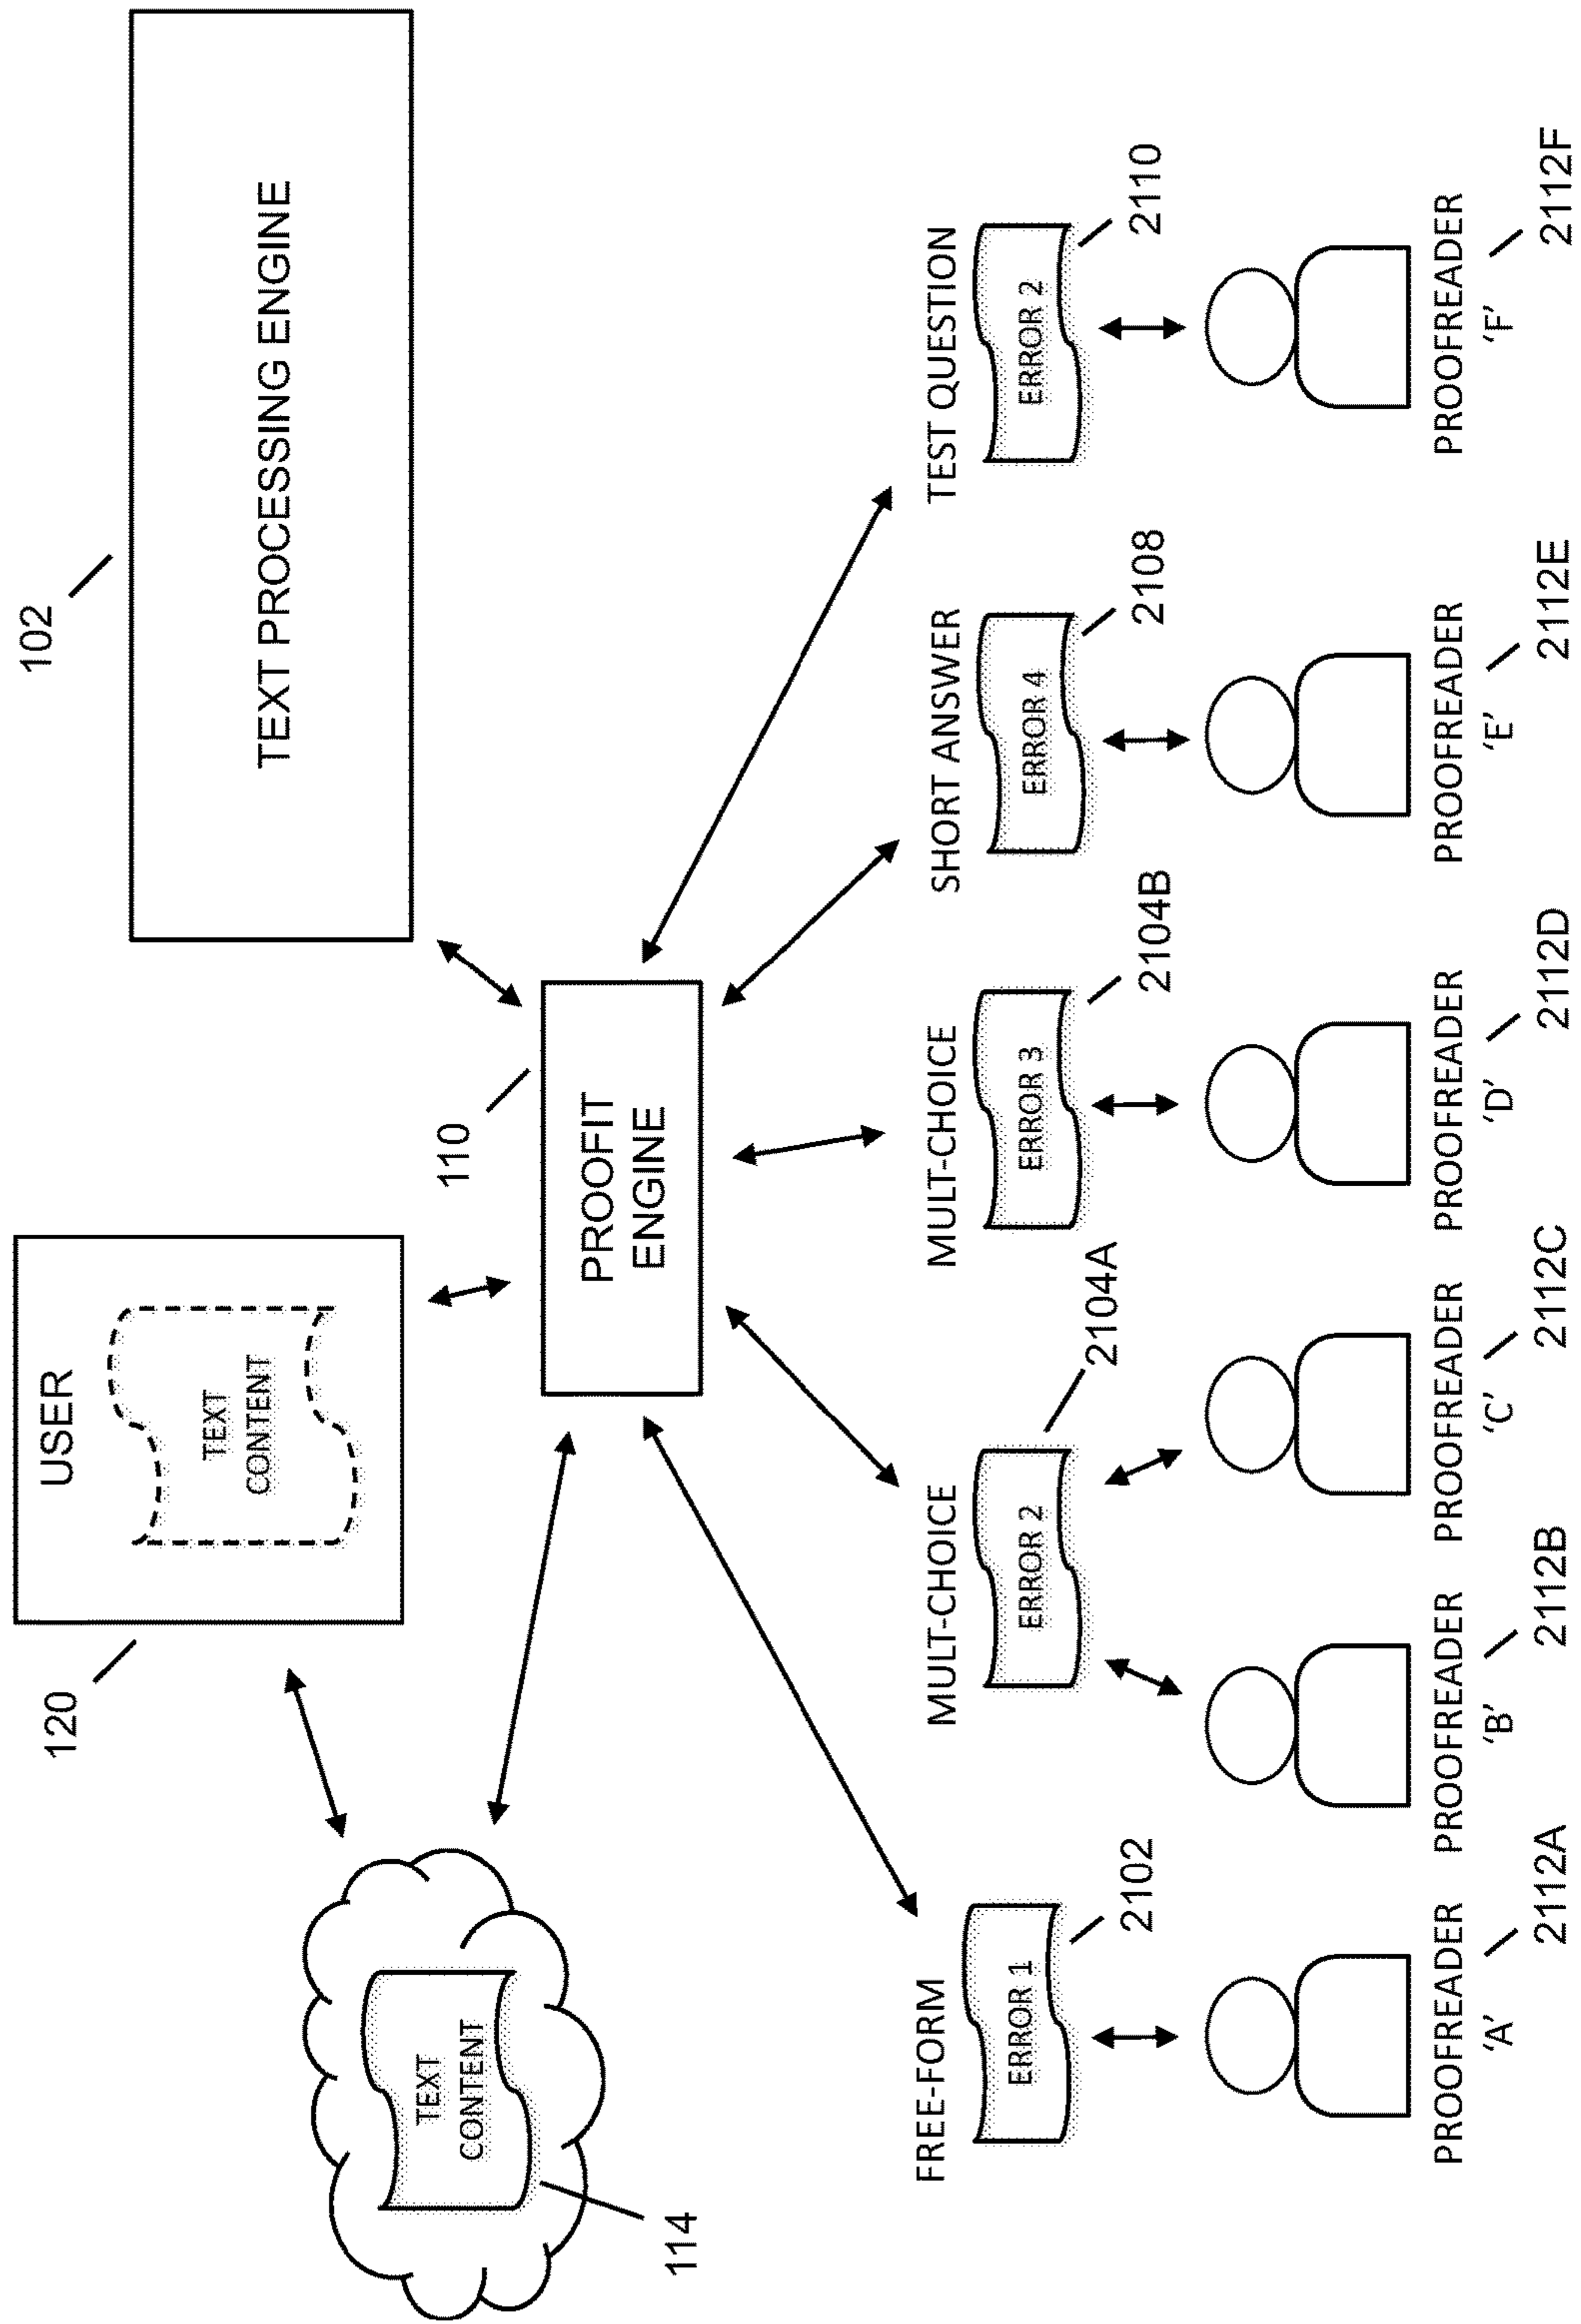 102
TEXT PROCESSING ENGINE
120
USER
TEXT
CONTENT
TEXT
CONTENT
114
110
PROOFIT
ENGINE
FREE-FORM
ERROR 1
2102
MULT-CHOICE
ERROR 2
2104A
MULT-CHOICE
ERROR 3
2104B
SHORT ANSWER
ERROR 4
2108
TEST QUESTION
ERROR 2
2110
PROOFREADER
‘A’
2112A
PROOFREADER
‘B’
2112B
PROOFREADER
‘C’
2112C
PROOFREADER
‘D’
2112D
PROOFREADER
‘E’
2112E
PROOFREADER
‘F’
2112F